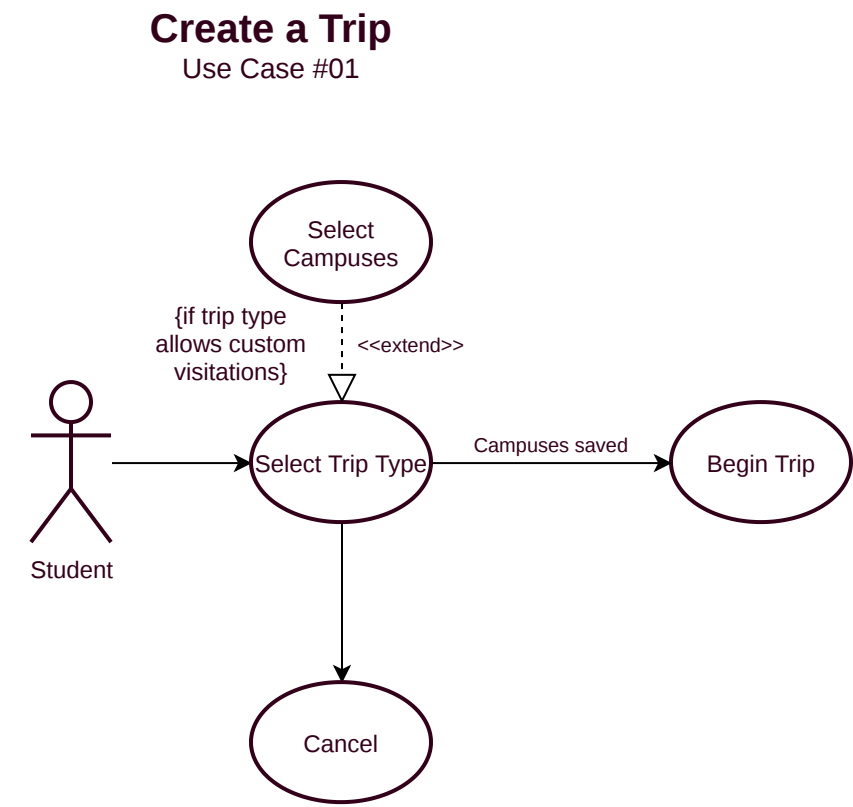 Create a Trip
Use Case #01
Select
Campuses
{if trip type
allows custom
visitations}
<<extend>>
Select Trip Type
Campuses saved
Begin Trip
Student
Cancel